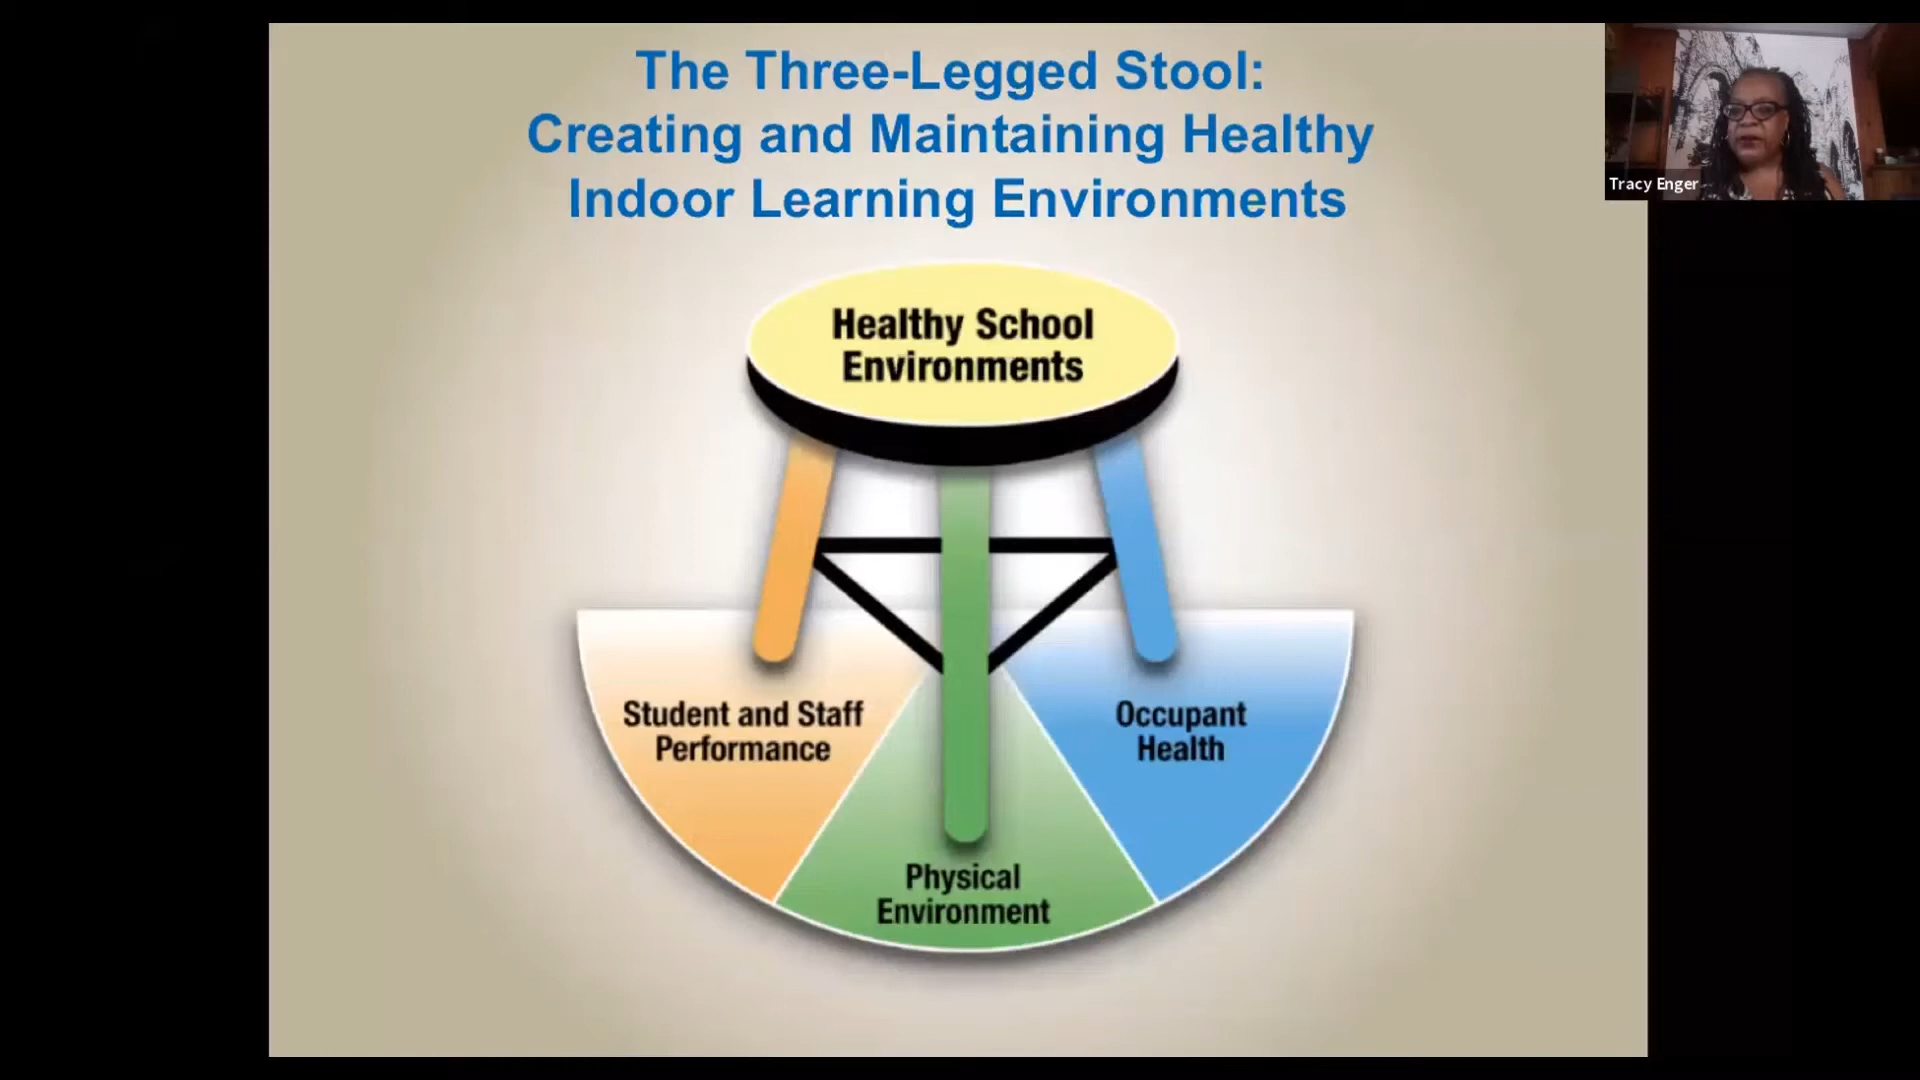 The Three-Legged Stool:
Creating and Maintaining Healthy
Indoor Learning Environments
Tracy Enger
Healthy School
Environments
Student and Staff
Performance
Occupant
Health
Physical
Environment